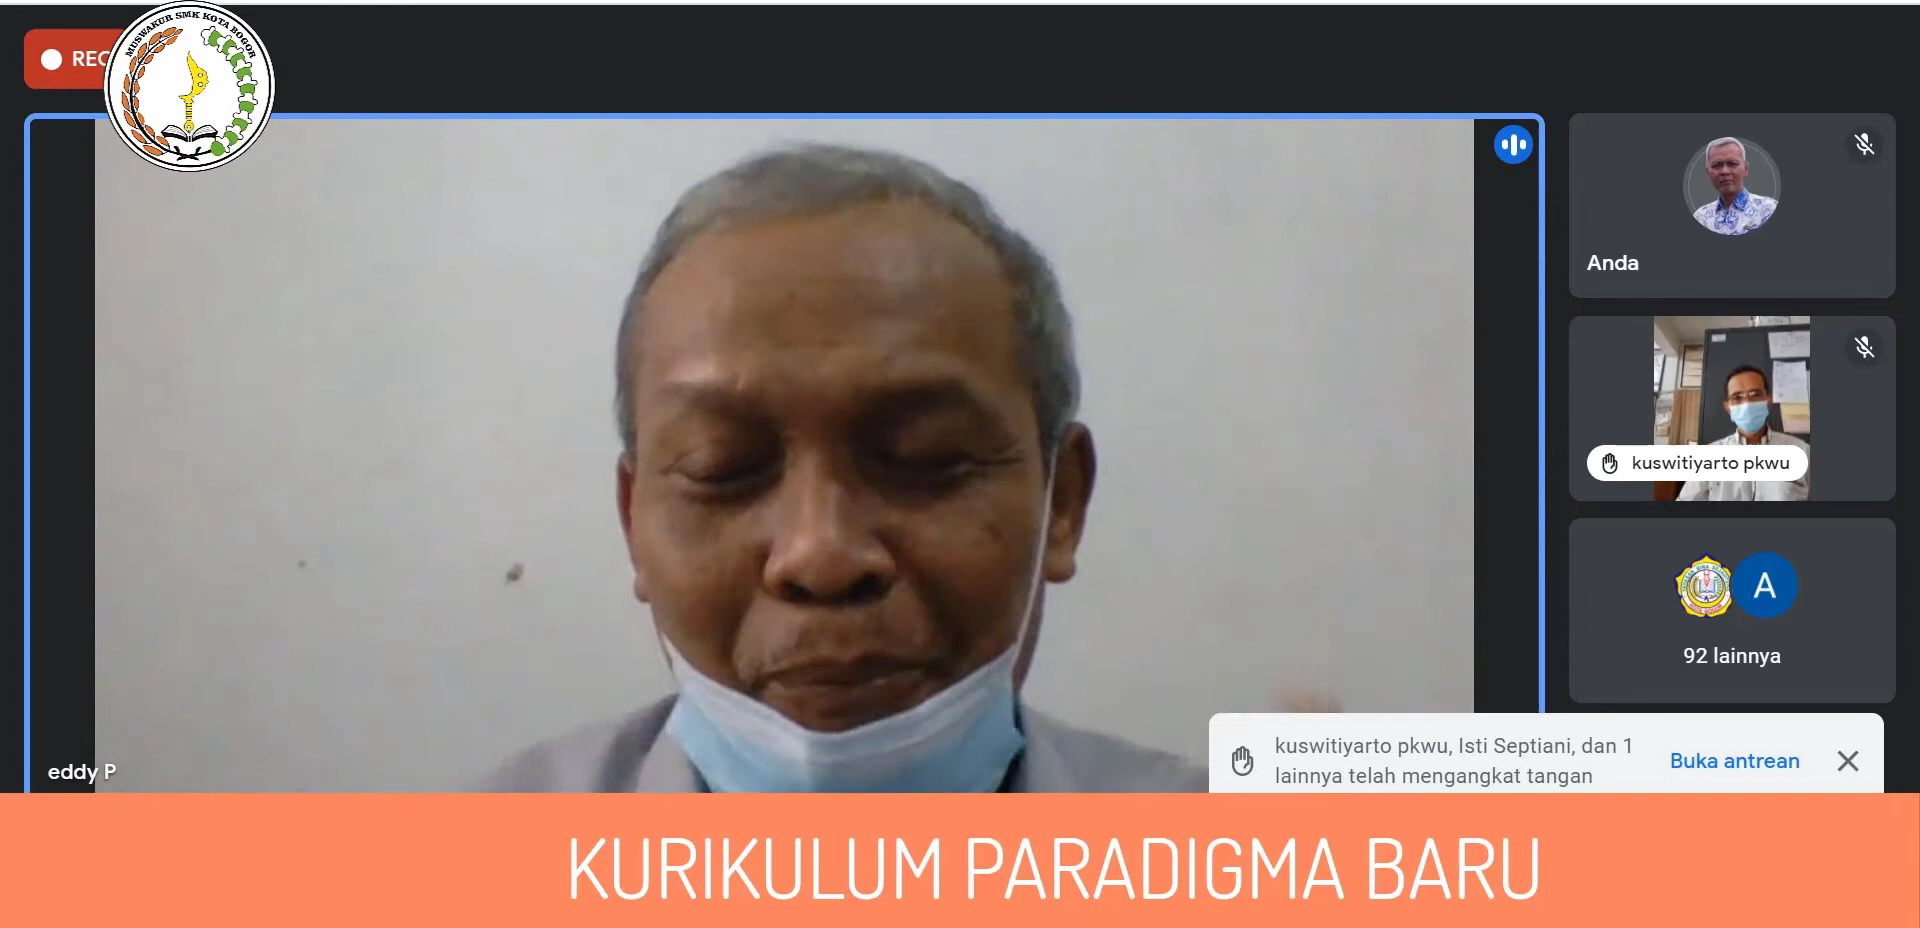 REC
MUSWAKUR SMK KOTA BOGOR
Anda
kuswitiyarto pkwu
A
92 lainnya
eddy P
kuswitiyarto pkwu, Isti Septiani, dan 1
lainnya telah mengangkat tangan
Buka antrean
KURIKULUM PARADIGMA BARU